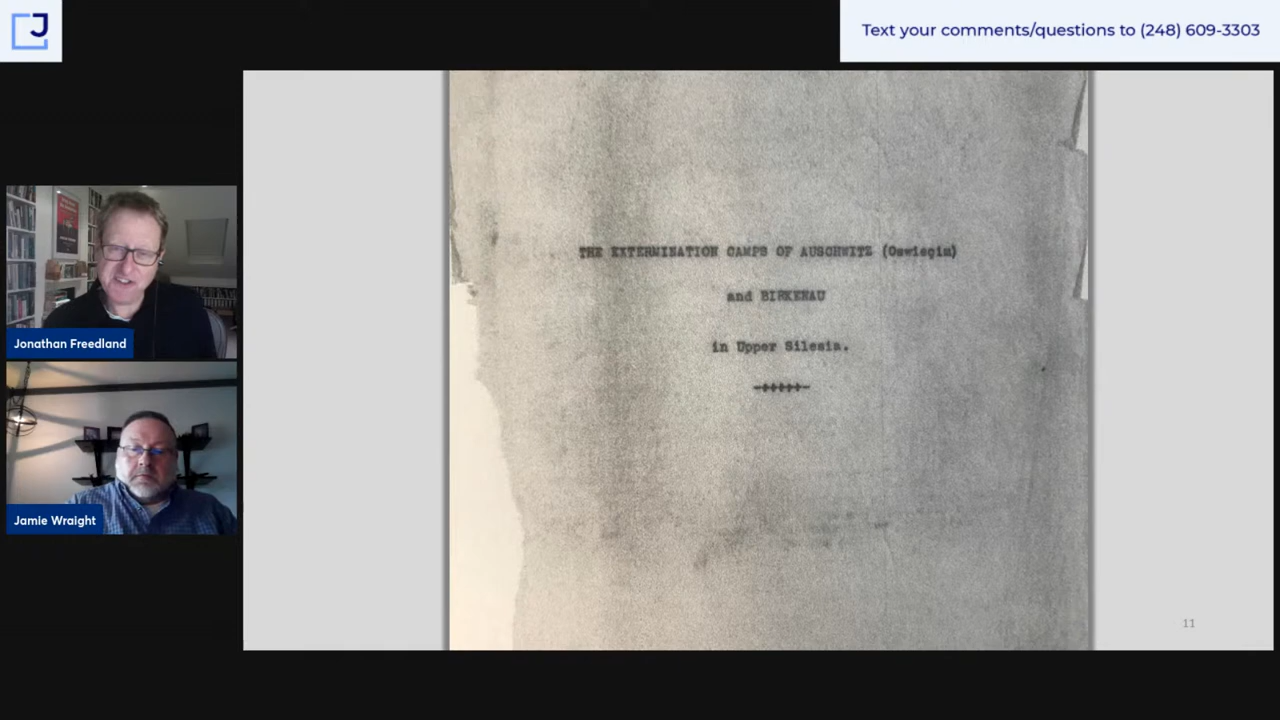 J
Text your comments/questions to (248) 609-3303
THE EXTERMINATION CAMPS OF AUSCHWITZ (Oswiegim)
and BIRKENAU
in Upper Silesia.
Jonathan Freedland
Jamie Wraight
11